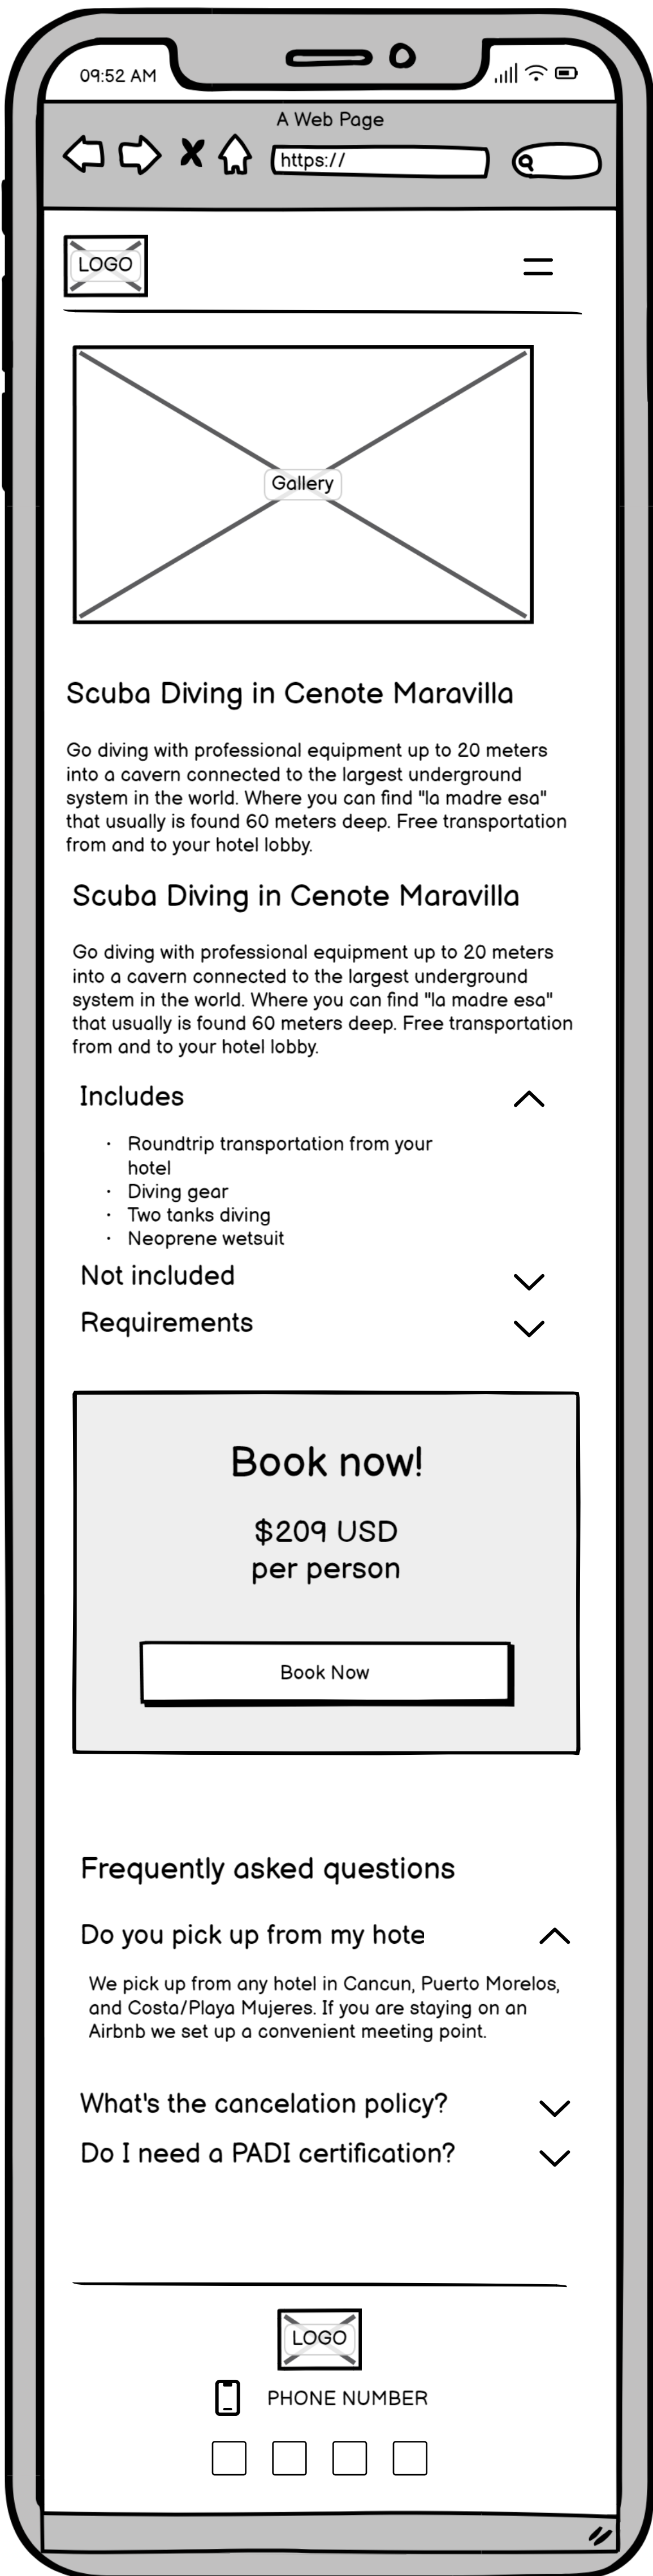 09:52 AM
A Web Page
https://
LOGO
Gallery
Scuba Diving in Cenote Maravilla
Go diving with professional equipment up to 20 meters
into a cavern connected to the largest underground
system in the world. Where you can find "la madre esa"
that usually is found 60 meters deep. Free transportation
from and to your hotel lobby.
Scuba Diving in Cenote Maravilla
Go diving with professional equipment up to 20 meters
into a cavern connected to the largest underground
system in the world. Where you can find "la madre esa"
that usually is found 60 meters deep. Free transportation
from and to your hotel lobby.
Includes
· Roundtrip transportation from your
hotel
· Diving gear
· Two tanks diving
· Neoprene wetsuit
Not included
Requirements
Book now!
$209 USD
per person
Book Now
Frequently asked questions
Do you pick up from my hote
We pick up from any hotel in Cancun, Puerto Morelos,
and Costa/Playa Mujeres. If you are staying on an
Airbnb we set up a convenient meeting point.
What's the cancelation policy?
Do I need a PADI certification?
LOGO
PHONE NUMBER